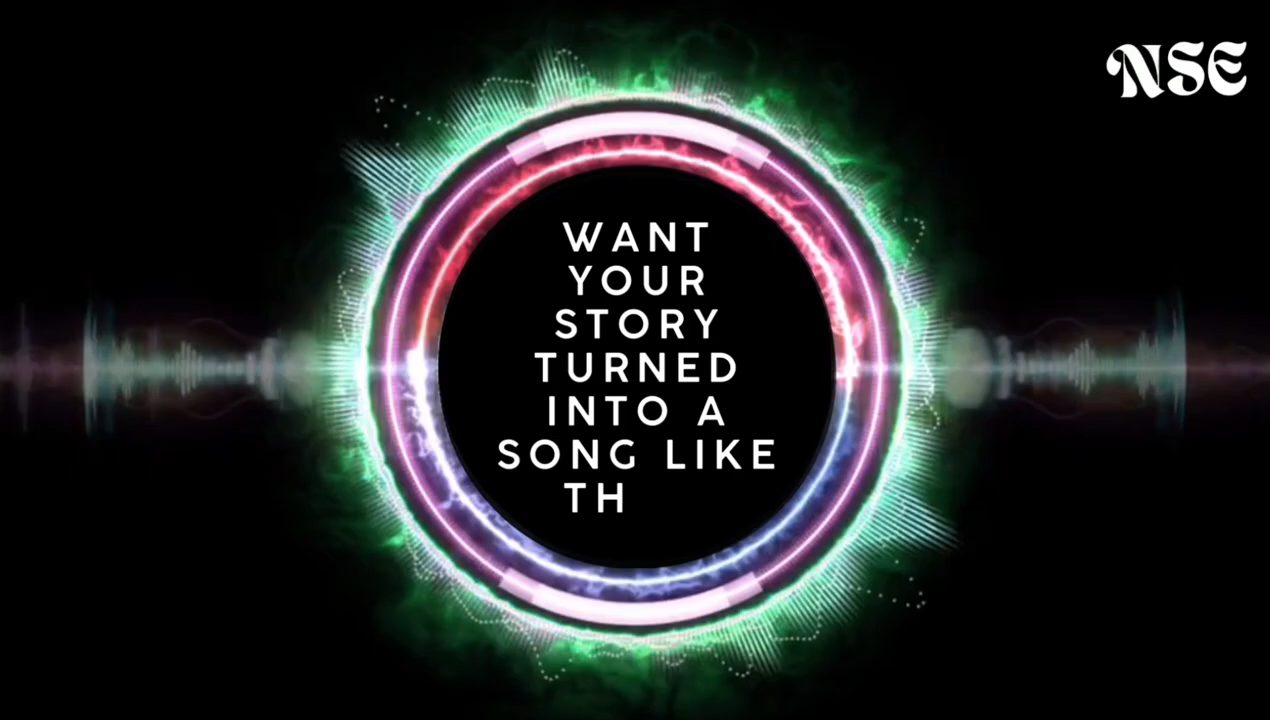 NSE
WANT
YOUR
STORY
TURNED
INTO A
SONG LIKE
TH